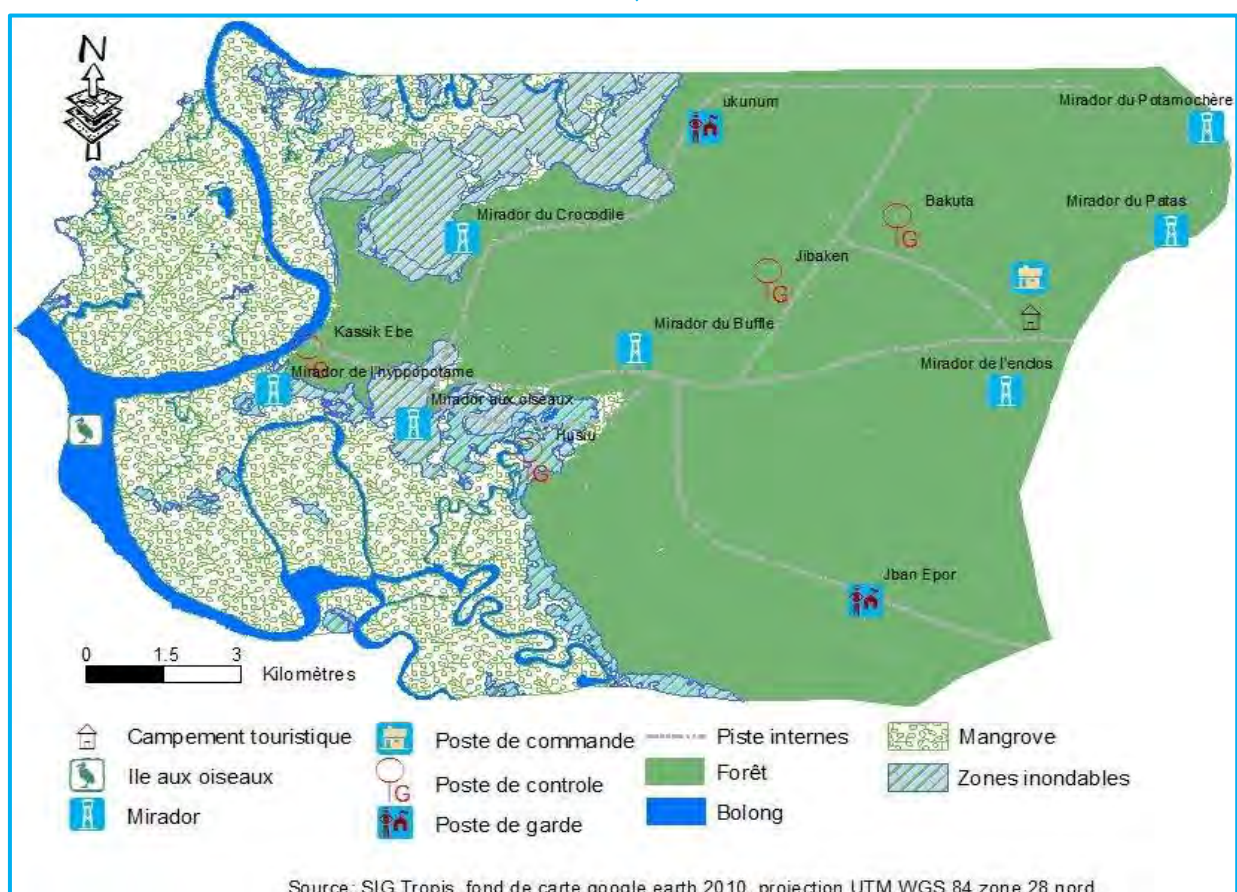 N
ukunum
Mirador du Potamochère
Bakuta
Mirador du Patas
Mirador du Crocodile
Jibaken
Kassik Ebe
Mirador du Buffle
Mirador de l'hyppopotame
Mirador de l'enclos
Mirador aux oiseaux
G
G
G
G
Jban Epor
0 1.5 3
Kilomètres
Campement touristique
Ile aux oiseaux
Mirador
Poste de commande
G Poste de controle
Poste de garde
Piste internes
Forêt
Bolong
Mangrove
Zones inondables
Source: SIG Tropis, fond de carte google earth 2010, projection UTM WGS 84 zone 28 nord